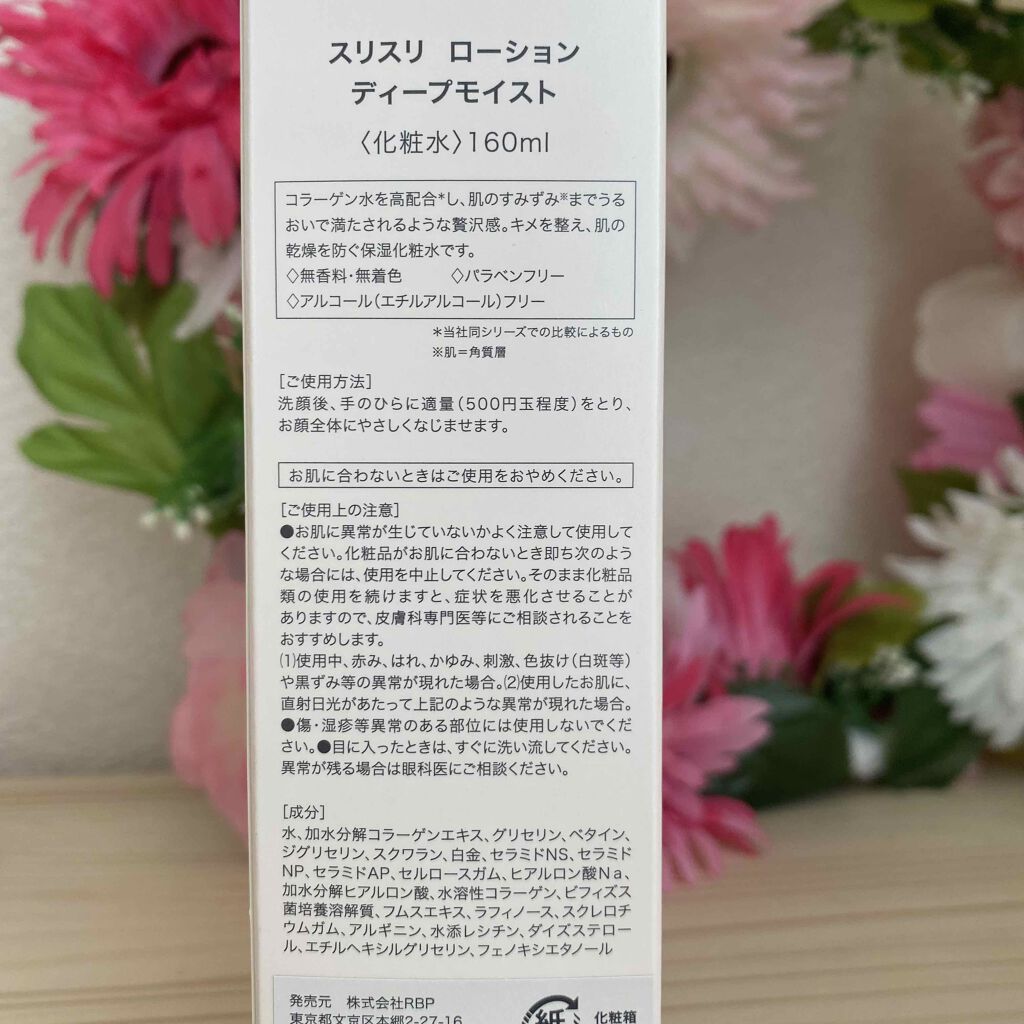 スリスリ ローション
ディープモイスト
〈化粧水〉160ml
コラーゲン水を高配合*し、肌のすみずみ※までうる
おいで満たされるような贅沢感。キメを整え、肌の
乾燥を防ぐ保湿化粧水です。
◇無香料・無着色 ◇パラベンフリー
◇アルコール(エチルアルコール)フリー
*当社同シリーズでの比較によるもの
※肌＝角質層
[ご使用方法]
洗顔後、手のひらに適量(500円玉程度)をとり、
お顔全体にやさしくなじませます。
お肌に合わないときはご使用をおやめください。
[ご使用上の注意]
●お肌に異常が生じていないかよく注意して使用して
ください。化粧品がお肌に合わないとき即ち次のよう
な場合には、使用を中止してください。そのまま化粧品
類の使用を続けますと、症状を悪化させることが
ありますので、皮膚科専門医等にご相談されることを
おすすめします。
(1)使用中、赤み、はれ、かゆみ、刺激、色抜け(白斑等)
や黒ずみ等の異常が現れた場合。(2)使用したお肌に、
直射日光があたって上記のような異常が現れた場合。
●傷・湿疹等異常のある部位には使用しないでくだ
さい。●目に入ったときは、すぐに洗い流してください。
異常が残る場合は眼科医にご相談ください。
[成分]
水、加水分解コラーゲンエキス、グリセリン、ベタイン、
ジグリセリン、スクワラン、白金、セラミドNS、セラミド
NP、セラミドAP、セルロースガム、ヒアルロン酸Na、
加水分解ヒアルロン酸、水溶性コラーゲン、ビフィズス
菌培養溶解質、フムスエキス、ラフィノース、スクレロチ
ウムガム、アルギニン、水添レシチン、ダイズステロー
ル、エチルヘキシルグリセリン、フェノキシエタノール
発売元 株式会社RBP
東京都文京区本郷2-27-16
紙 化粧箱